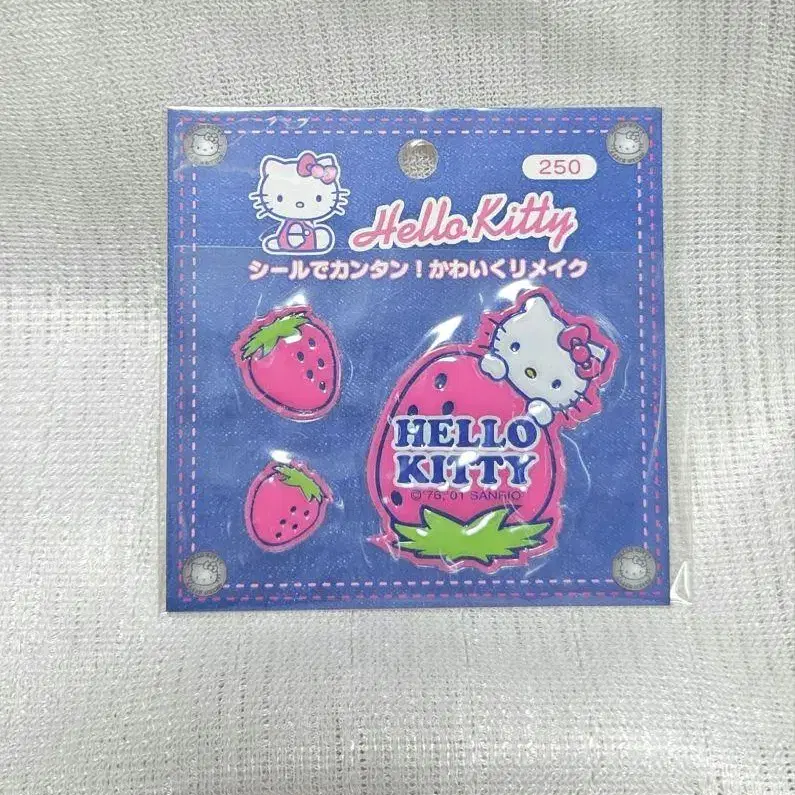 250
Hello Kitty
シールでカンタン!かわいくリメイク
HELLO
KITTY
©'76,'01 SANRIO